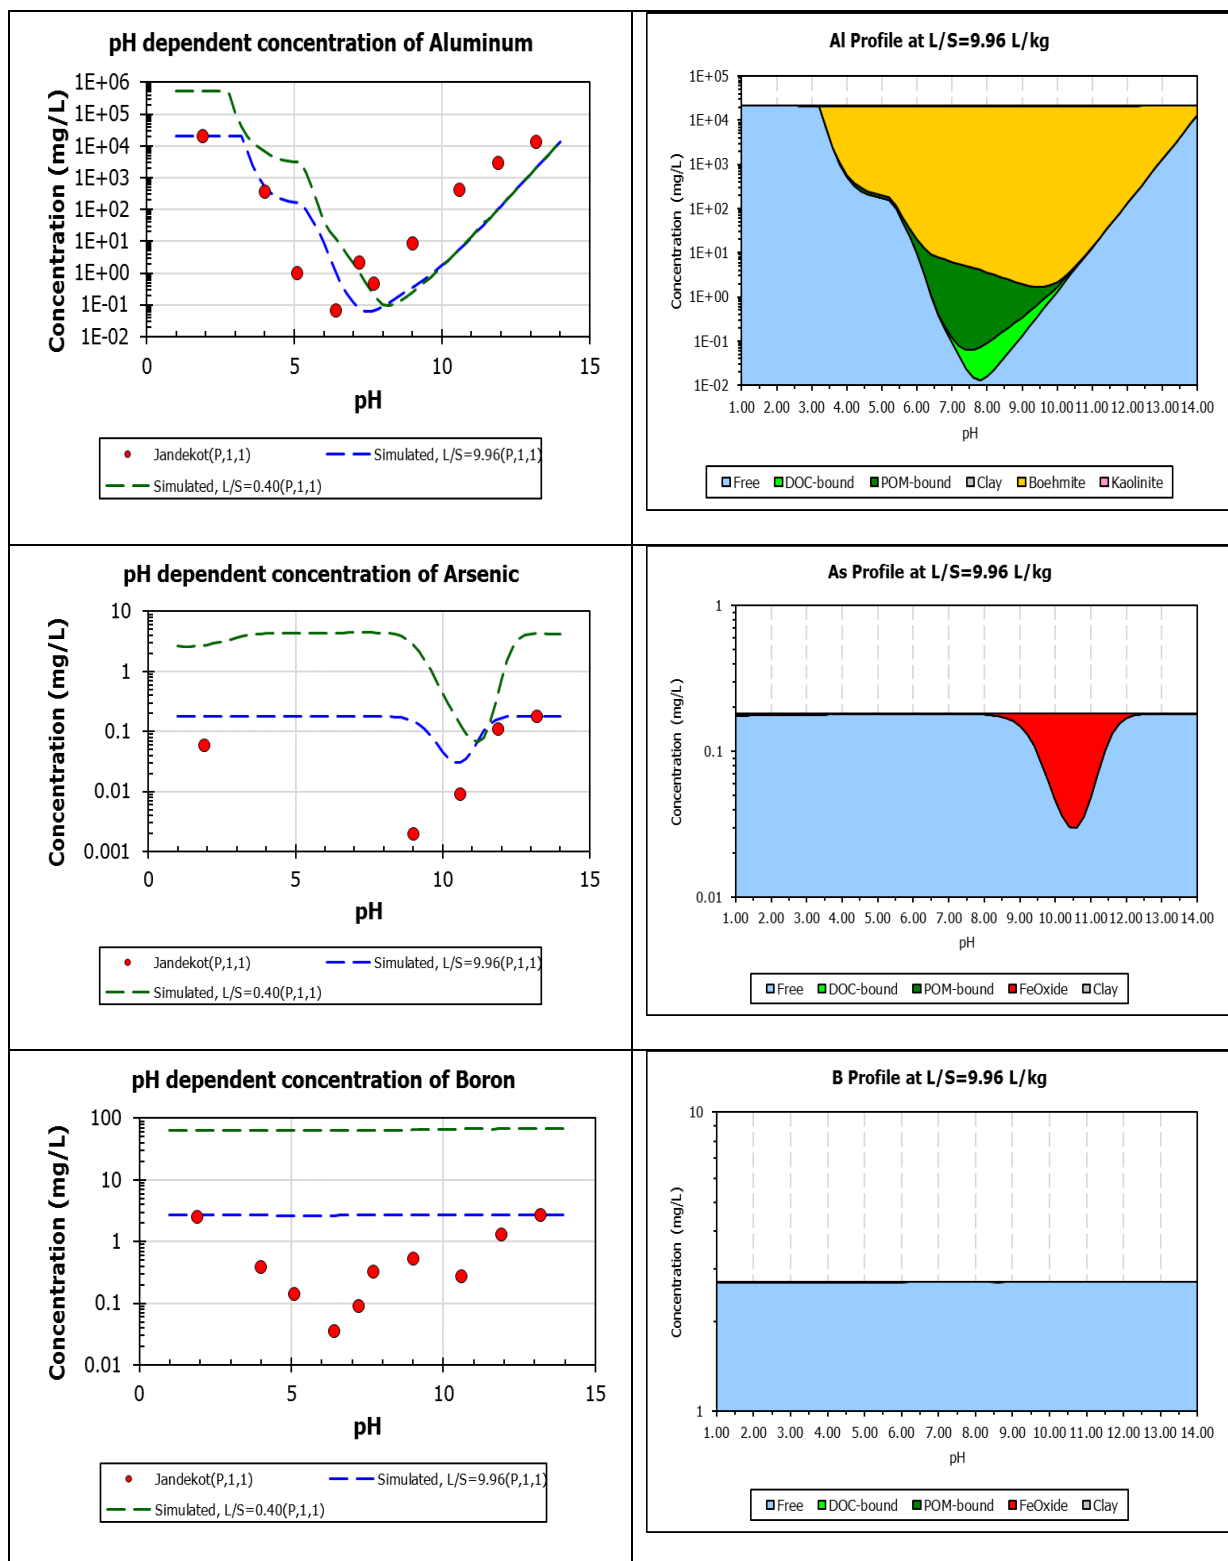 pH dependent concentration of Aluminum
Concentration (mg/L)
1E+06
1E+05
1E+04
1E+03
1E+02
1E+01
1E+00
1E-01
1E-02
0 5 10 15
pH
Jandekot(P,1,1) Simulated, L/S=9.96(P,1,1)
Simulated, L/S=0.40(P,1,1)
Al Profile at L/S=9.96 L/kg
Concentration (mg/L)
1E+05
1E+04
1E+03
1E+02
1E+01
1E+00
1E-01
1E-02
1.00 2.00 3.00 4.00 5.00 6.00 7.00 8.00 9.00 10.00 11.00 12.00 13.00 14.00
pH
Free DOC-bound POM-bound Clay Boehmite Kaolinite
pH dependent concentration of Arsenic
Concentration (mg/L)
10
1
0.1
0.01
0.001
0 5 10 15
pH
Jandekot(P,1,1) Simulated, L/S=9.96(P,1,1)
Simulated, L/S=0.40(P,1,1)
As Profile at L/S=9.96 L/kg
Concentration (mg/L)
1
0.1
0.01
1.00 2.00 3.00 4.00 5.00 6.00 7.00 8.00 9.00 10.00 11.00 12.00 13.00 14.00
pH
Free DOC-bound POM-bound FeOxide Clay
pH dependent concentration of Boron
Concentration (mg/L)
100
10
1
0.1
0.01
0 5 10 15
pH
Jandekot(P,1,1) Simulated, L/S=9.96(P,1,1)
Simulated, L/S=0.40(P,1,1)
B Profile at L/S=9.96 L/kg
Concentration (mg/L)
10
1
1.00 2.00 3.00 4.00 5.00 6.00 7.00 8.00 9.00 10.00 11.00 12.00 13.00 14.00
pH
Free DOC-bound POM-bound FeOxide Clay